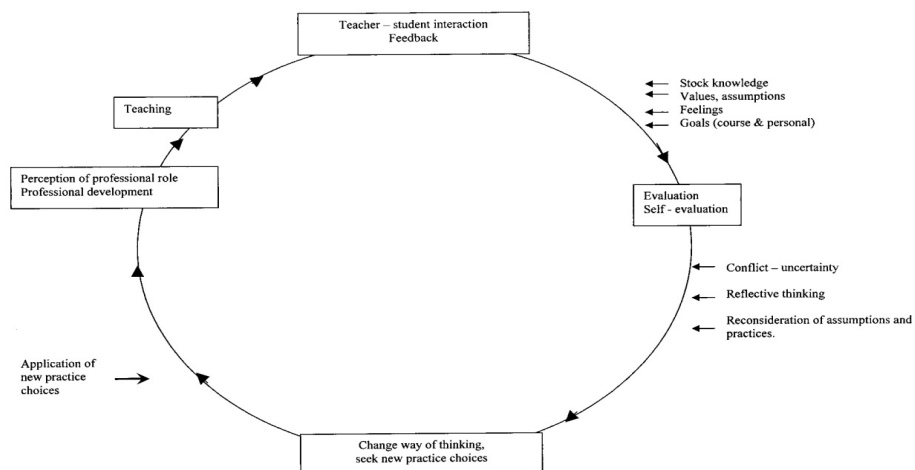 Teacher – student interaction
Feedback
Stock knowledge
Values, assumptions
Feelings
Goals (course & personal)
Teaching
Perception of professional role
Professional development
Evaluation
Self - evaluation
Conflict – uncertainty
Reflective thinking
Reconsideration of assumptions and
practices.
Application of
new practice
choices
Change way of thinking,
seek new practice choices